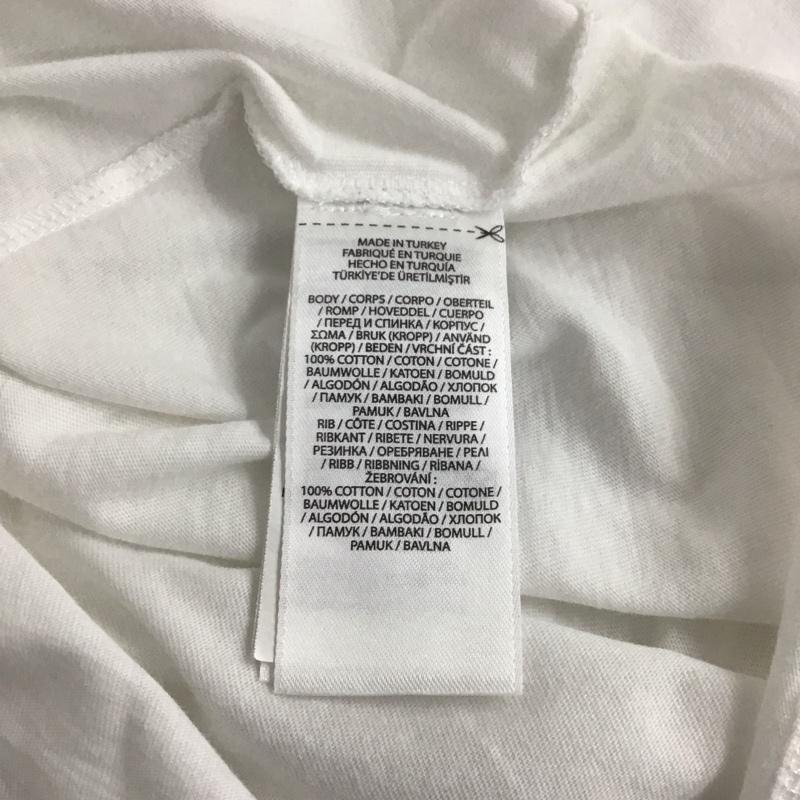 MADE IN TURKEY
FABRIQUÉ EN TURQUIE
HECHO EN TURQUÍA
TÜRKİYE'DE ÜRETİLMİŞTİR
BODY / CORPS / CORPO / OBERTEIL
/ ROMP / HOVEDDEL / CUERPO
/ ПЕРЕД И СПИНКА / КОРПУС /
ΣΩΜΑ / BRUK (KROPP) / ANVÄND
(KROPP) / BEDEN / VRCHNÍ ČÁST :
100% COTTON / COTON / COTONE /
BAUMWOLLE / KATOEN / BOMULD
/ ALGODÓN / ALGODÃO / ХЛОПОК
/ ПАМУК / BAMBAKI / BOMULL /
PAMUK / BAVLNA
RIB / CÔTE / COSTINA / RIPPE /
RIBKANT / RIBETE / NERVURA /
РЕЗИНКА / ОРЕБРЯВАНЕ / ΡΕΛΙ
/ RIBB / RIBBNING / RİBANA /
ŽEBROVÁNÍ :
100% COTTON / COTON / COTONE /
BAUMWOLLE / KATOEN / BOMULD
/ ALGODÓN / ALGODÃO / ХЛОПОК
/ ПАМУК / BAMBAKI / BOMULL /
PAMUK / BAVLNA